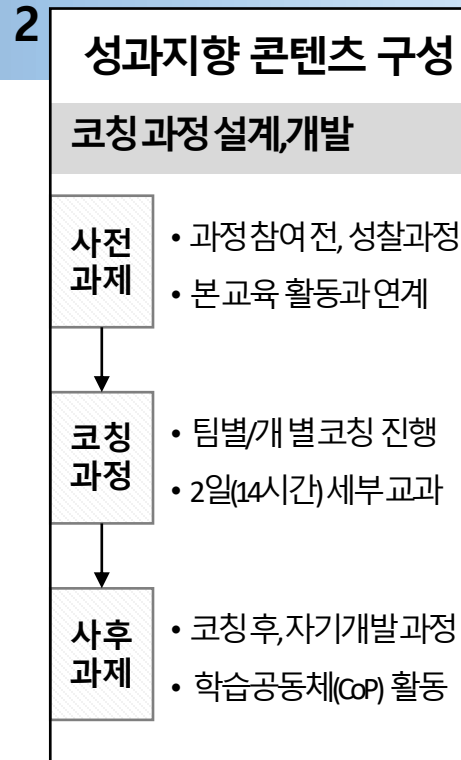 2
성과지향 콘텐츠 구성
코칭 과정 설계,개발
사전
과제
• 과정 참여 전, 성찰과정
• 본 교육 활동과 연계
코칭
과정
• 팀별/개별 코칭 진행
• 2일(14시간) 세부 교과
사후
과제
• 코칭 후, 자기개발 과정
• 학습공동체(CoP) 활동